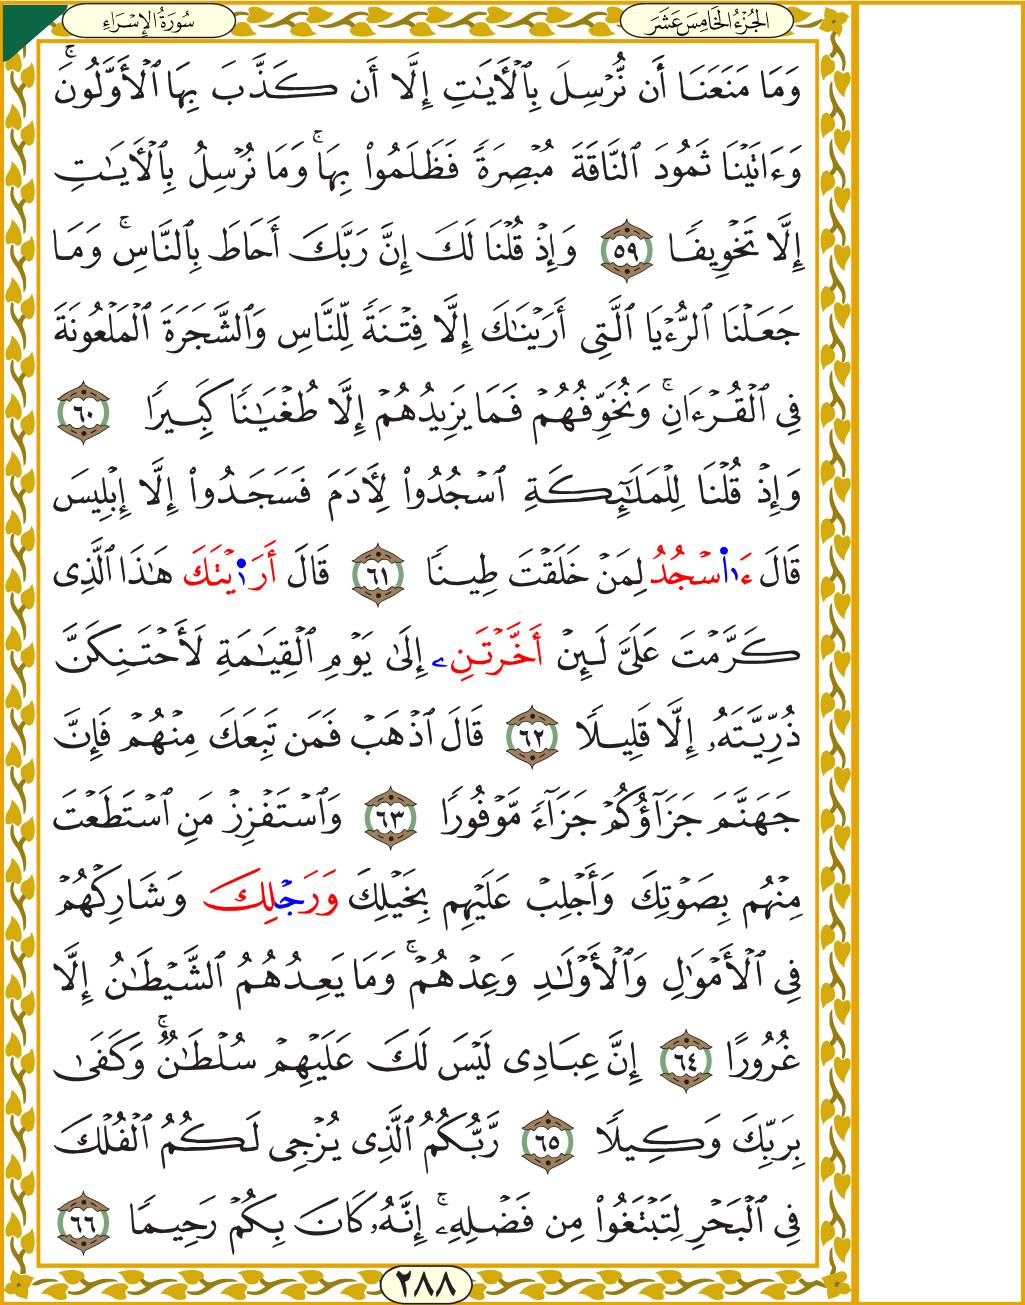 سُورَةُ الإِسْرَاءِ
الجُزْءُ الخَامِسَ عَشَرَ
وَمَا مَنَعَنَا أَن نُّرْسِلَ بِٱلْأَيَٰتِ إِلَّا أَن كَذَّبَ بِهَا ٱلْأَوَّلُونَۚ
وَءَاتَيْنَا ثَمُودَ ٱلنَّاقَةَ مُبْصِرَةً فَظَلَمُوا۟ بِهَاۚ وَمَا نُرْسِلُ بِٱلْأَيَٰتِ
إِلَّا تَخْوِيفًا ٥٩ وَإِذْ قُلْنَا لَكَ إِنَّ رَبَّكَ أَحَاطَ بِٱلنَّاسِۚ وَمَا
جَعَلْنَا ٱلرُّءْيَا ٱلَّتِى أَرَيْنَٰكَ إِلَّا فِتْنَةً لِّلنَّاسِ وَٱلشَّجَرَةَ ٱلْمَلْعُونَةَ
فِى ٱلْقُرْءَانِۚ وَنُخَوِّفُهُمْ فَمَا يَزِيدُهُمْ إِلَّا طُغْيَٰنًا كَبِيرًا ٦٠
وَإِذْ قُلْنَا لِلْمَلَٰٓئِكَةِ ٱسْجُدُوا۟ لِأَدَمَ فَسَجَدُوا۟ إِلَّا إِبْلِيسَ
قَالَ ءَا۬سْجُدُ لِمَنْ خَلَقْتَ طِينًا ٦١ قَالَ أَرَا۬يْتَكَ هَٰذَا ٱلَّذِى
كَرَّمْتَ عَلَىَّ لَئِنْ أَخَّرْتَنِۦ إِلَىٰ يَوْمِ ٱلْقِيَٰمَةِ لَأَحْتَنِكَنَّ
ذُرِّيَّتَهُۥ إِلَّا قَلِيلًا ٦٢ قَالَ ٱذْهَبْ فَمَن تَبِعَكَ مِنْهُمْ فَإِنَّ
جَهَنَّمَ جَزَآؤُكُمْ جَزَآءً مَّوْفُورًا ٦٣ وَٱسْتَفْزِزْ مَنِ ٱسْتَطَعْتَ
مِنْهُم بِصَوْتِكَ وَأَجْلِبْ عَلَيْهِم بِخَيْلِكَ وَرَجْلِكَ وَشَارِكْهُمْ
فِى ٱلْأَمْوَٰلِ وَٱلْأَوْلَٰدِ وَعِدْهُمْۚ وَمَا يَعِدُهُمُ ٱلشَّيْطَٰنُ إِلَّا
غُرُورًا ٦٤ إِنَّ عِبَادِى لَيْسَ لَكَ عَلَيْهِمْ سُلْطَٰنٌۚ وَكَفَىٰ
بِرَبِّكَ وَكِيلًا ٦٥ رَّبُّكُمُ ٱلَّذِى يُزْجِى لَكُمُ ٱلْفُلْكَ
فِى ٱلْبَحْرِ لِتَبْتَغُوا۟ مِن فَضْلِهِۦۚ إِنَّهُۥ كَانَ بِكُمْ رَحِيمًا ٦٦
٢٨٨